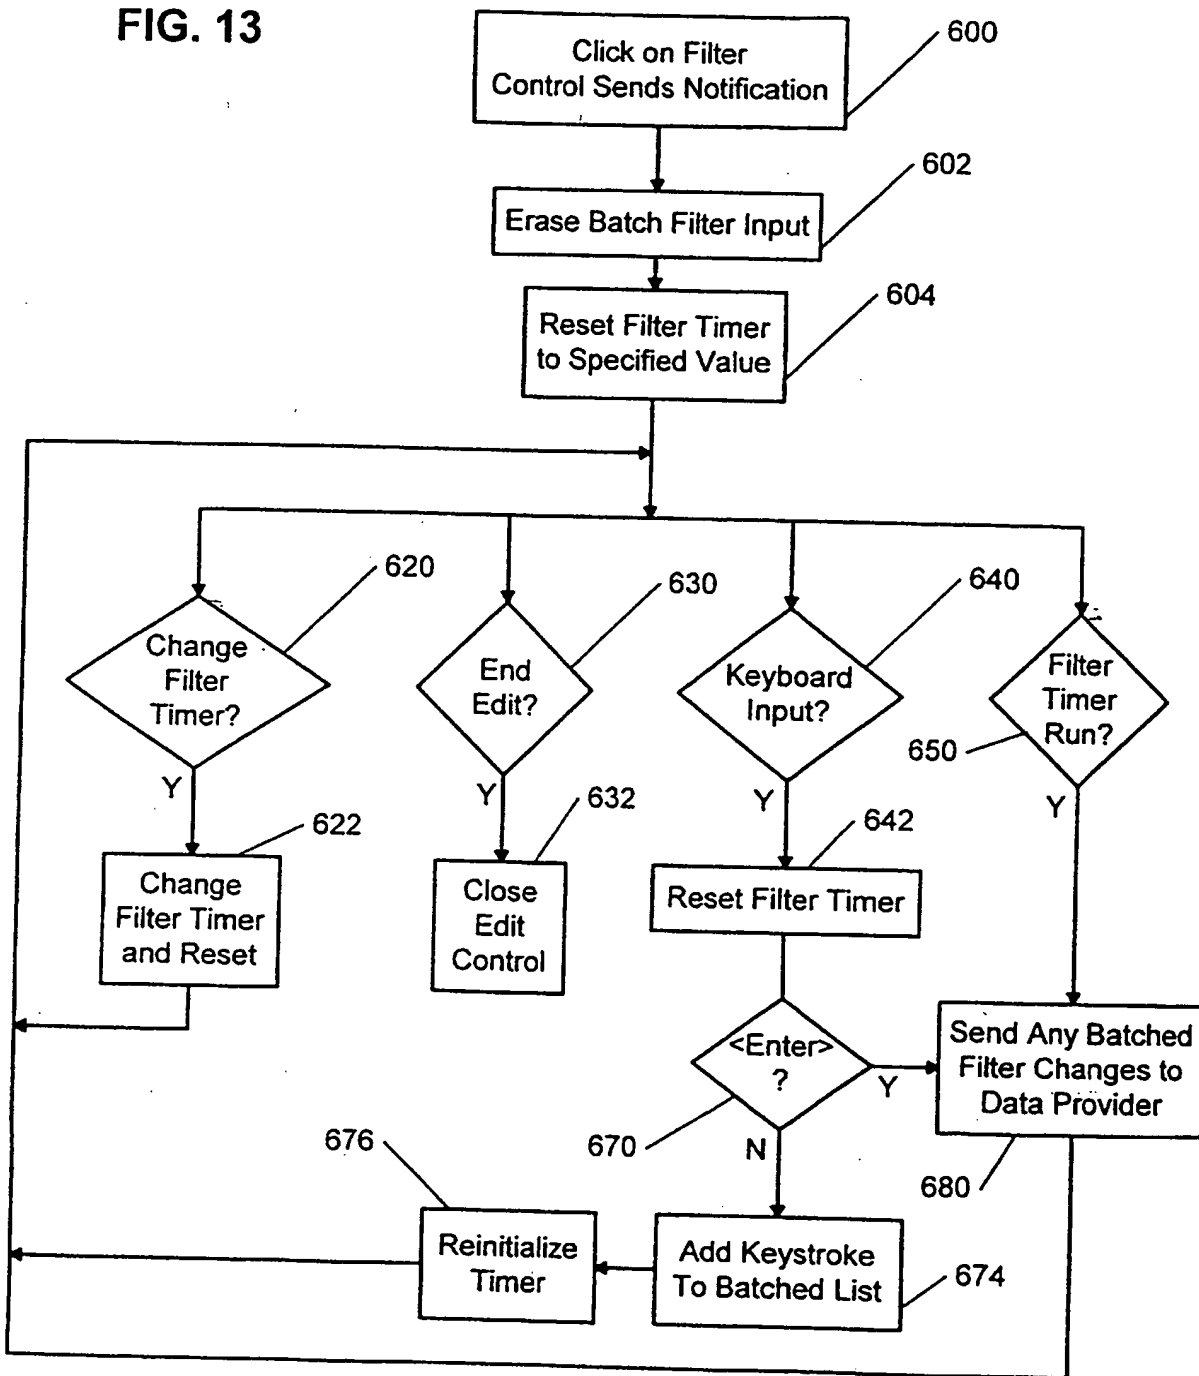 FIG. 13
Click on Filter
Control Sends Notification
600
Erase Batch Filter Input
602
Reset Filter Timer
to Specified Value
604
Change
Filter
Timer?
620
End
Edit?
630
Keyboard
Input?
640
Filter
Timer
Run?
650
Y
Y
Y
Y
Change
Filter Timer
and Reset
622
Close
Edit
Control
632
Reset Filter Timer
642
<Enter>
?
670
Y
N
Send Any Batched
Filter Changes to
Data Provider
680
Reinitialize
Timer
676
Add Keystroke
To Batched List
674